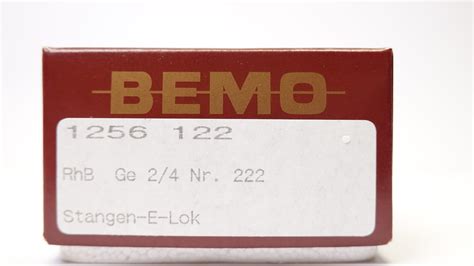 BEMO
1256 122
RhB Ge 2/4 Nr. 222
Stangen-E-Lok